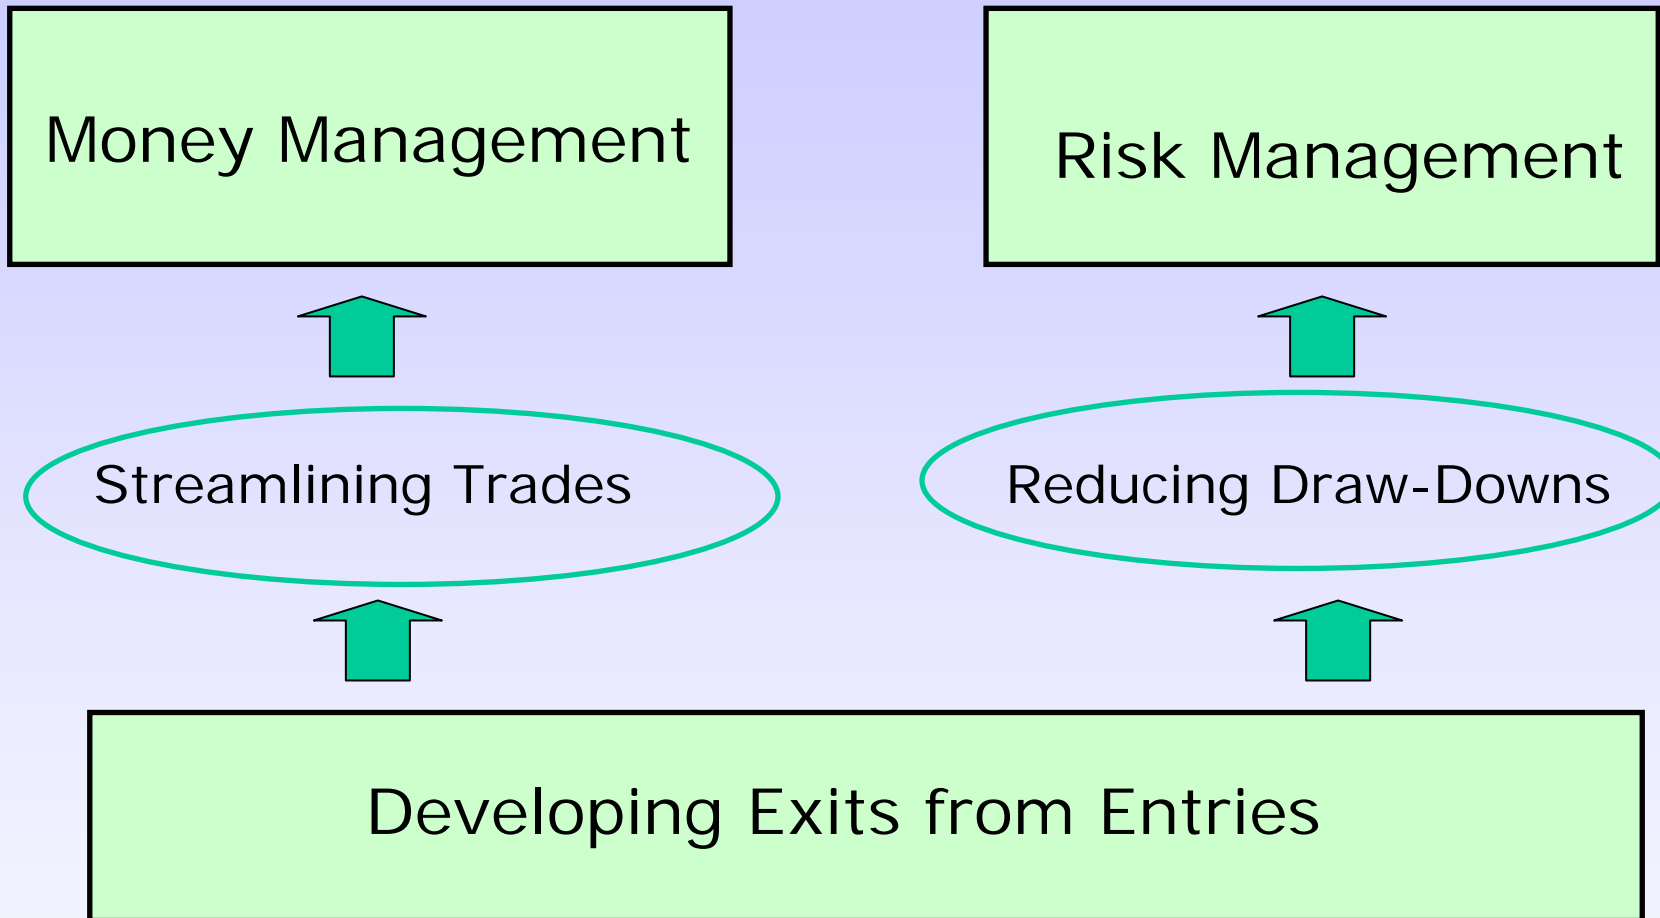 Money Management
Risk Management
Streamlining Trades
Reducing Draw-Downs
Developing Exits from Entries